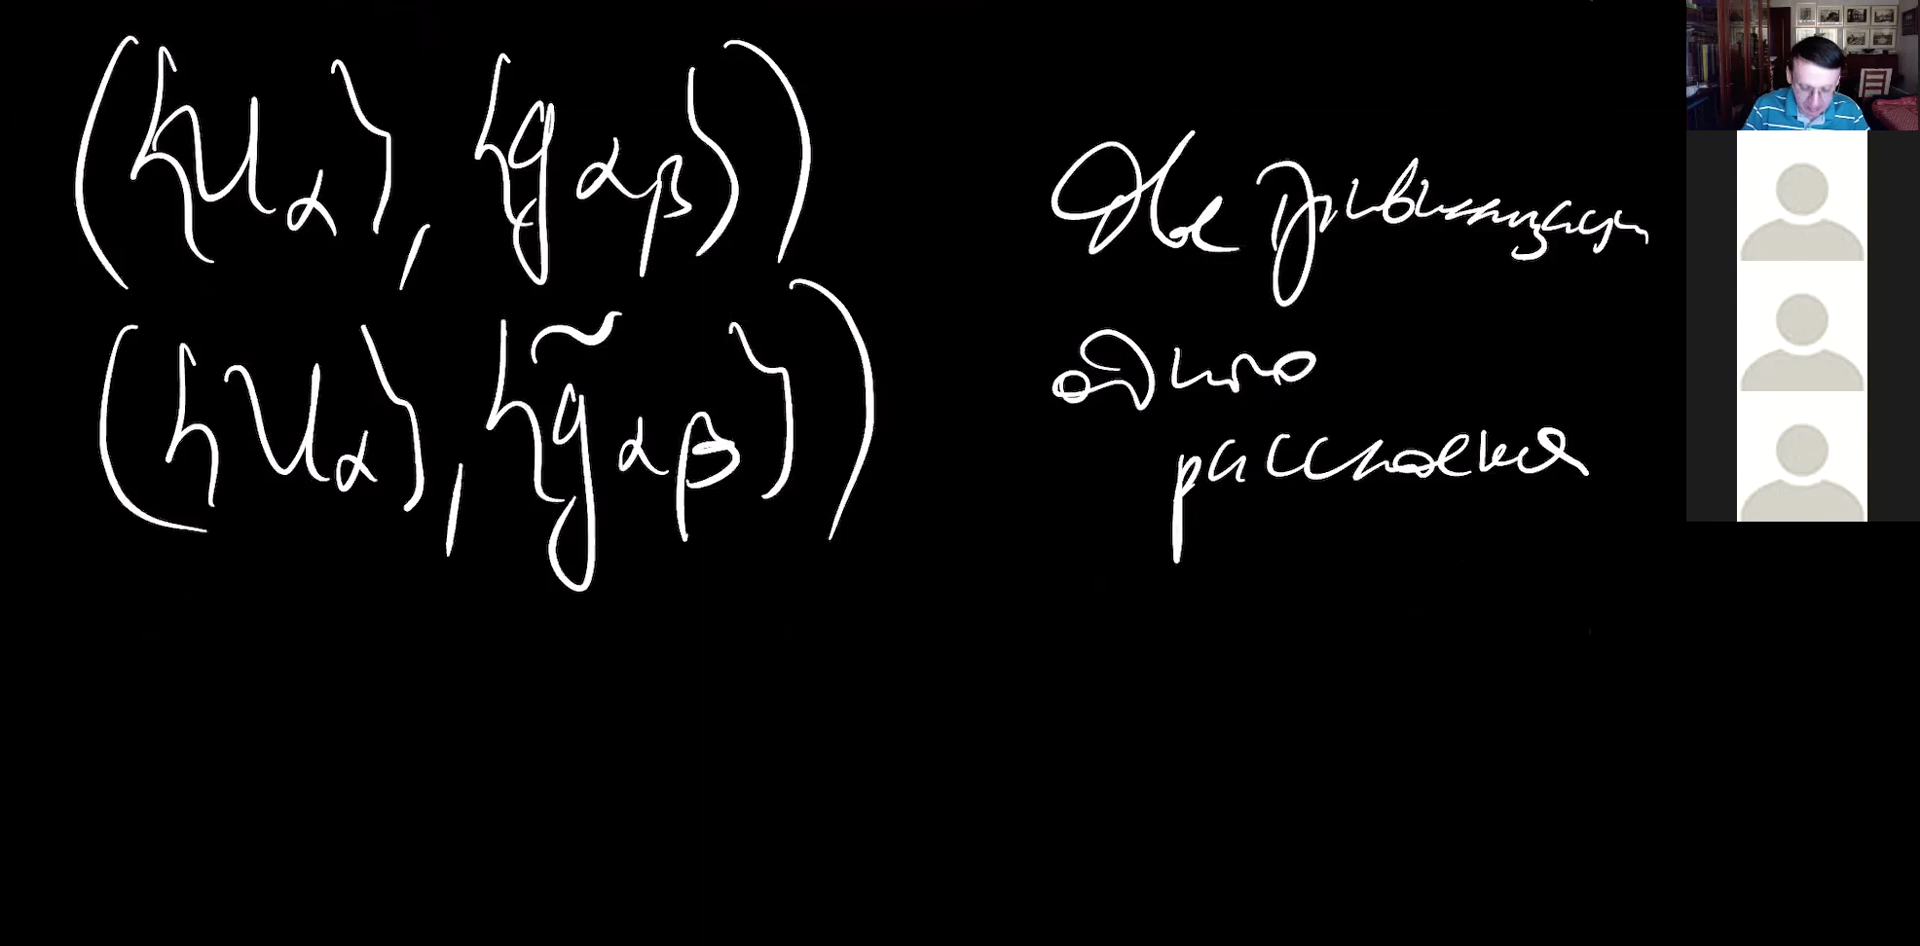 ({U_α}, {g_αβ})
Две тривиализации
({U_α}, {g̃_αβ})
одного
расслоения